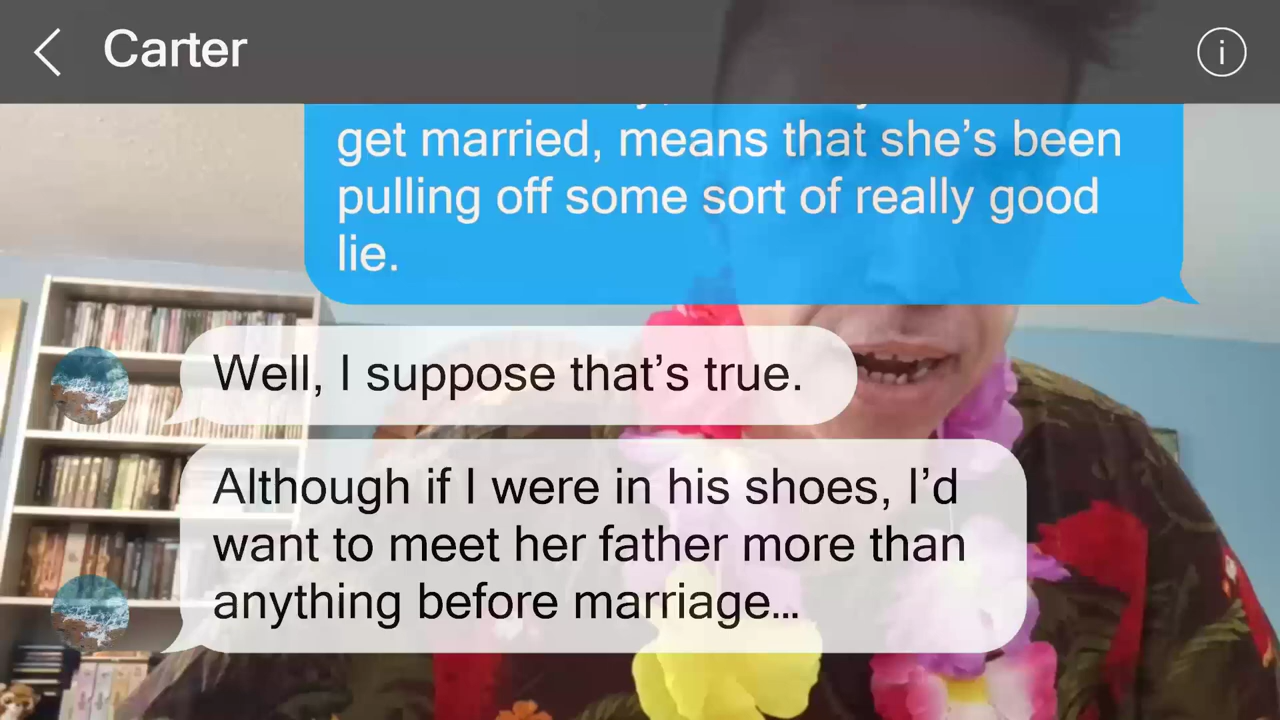 Carter
get married, means that she’s been
pulling off some sort of really good
lie.
Well, I suppose that’s true.
Although if I were in his shoes, I’d
want to meet her father more than
anything before marriage…